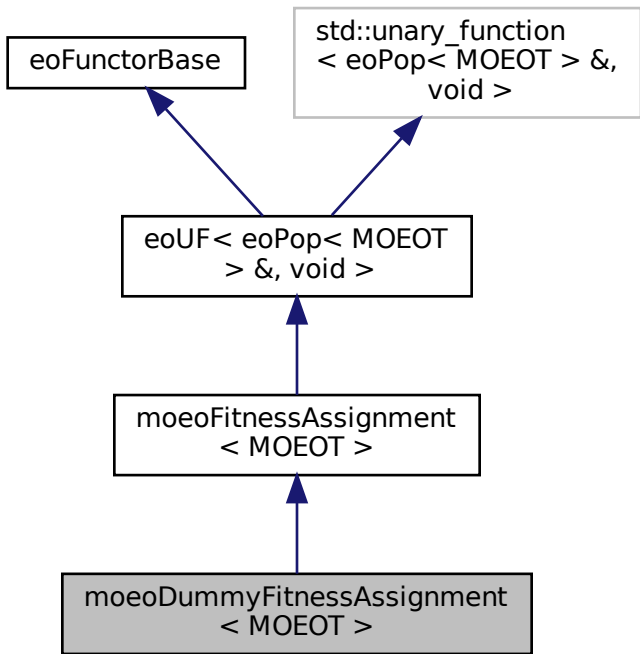 eoFunctorBase
std::unary_function
< eoPop< MOEOT > &,
void >
eoUF< eoPop< MOEOT
> &, void >
moeoFitnessAssignment
< MOEOT >
moeoDummyFitnessAssignment
< MOEOT >